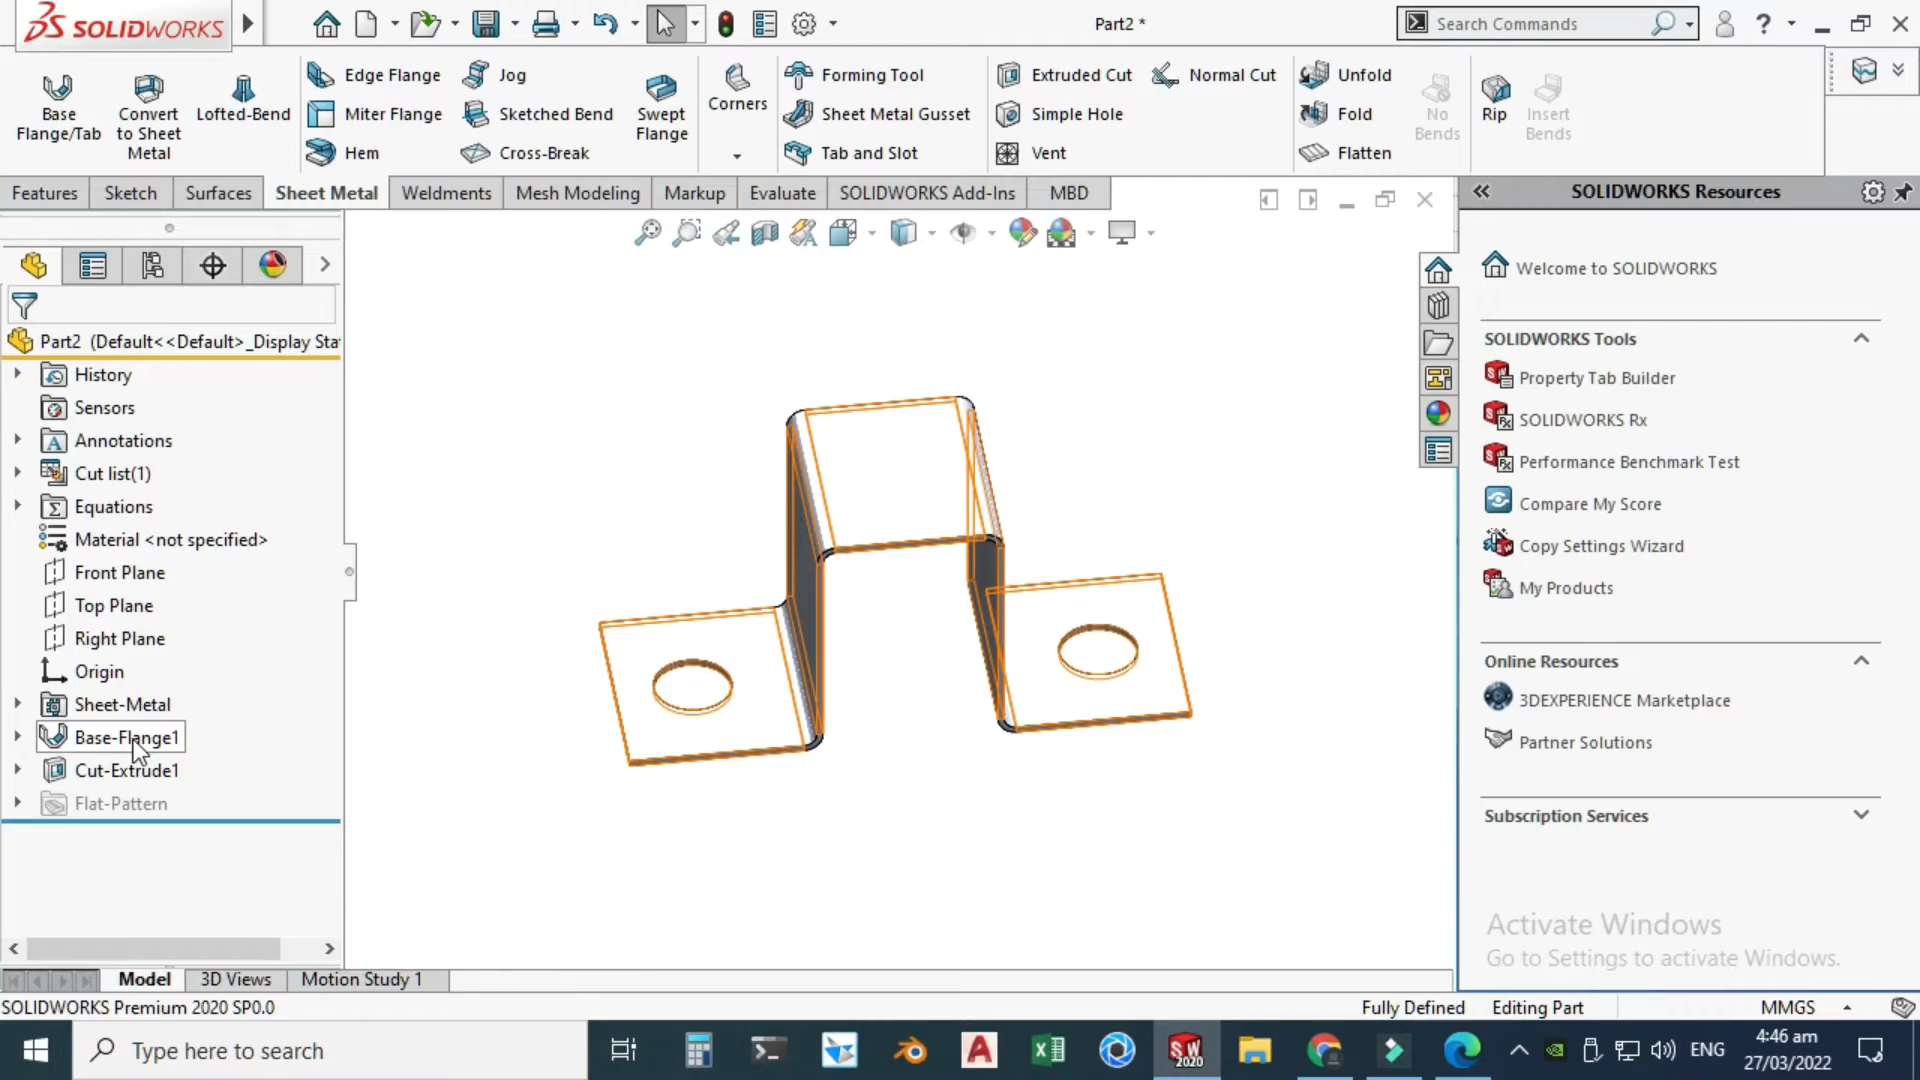 SOLIDWORKS
Part2 *
Search Commands
Base Flange/Tab
Convert to Sheet Metal
Lofted-Bend
Edge Flange
Miter Flange
Hem
Jog
Sketched Bend
Cross-Break
Swept Flange
Corners
Forming Tool
Sheet Metal Gusset
Tab and Slot
Extruded Cut
Simple Hole
Vent
Normal Cut
Unfold
Fold
Flatten
No Bends
Rip
Insert Bends
Features
Sketch
Surfaces
Sheet Metal
Weldments
Mesh Modeling
Markup
Evaluate
SOLIDWORKS Add-Ins
MBD
Part2 (Default<<Default>_Display Sta
History
Sensors
Annotations
Cut list(1)
Equations
Material <not specified>
Front Plane
Top Plane
Right Plane
Origin
Sheet-Metal
Base-Flange1
Cut-Extrude1
Flat-Pattern
SOLIDWORKS Resources
Welcome to SOLIDWORKS
SOLIDWORKS Tools
Property Tab Builder
SOLIDWORKS Rx
Performance Benchmark Test
Compare My Score
Copy Settings Wizard
My Products
Online Resources
3DEXPERIENCE Marketplace
Partner Solutions
Subscription Services
Activate Windows
Go to Settings to activate Windows.
Model
3D Views
Motion Study 1
SOLIDWORKS Premium 2020 SP0.0
Fully Defined
Editing Part
MMGS
Type here to search
SW
2020
ENG
4:46 am
27/03/2022